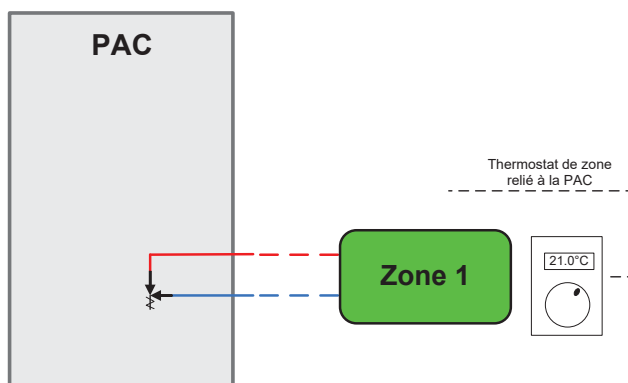 PAC
Thermostat de zone
relié à la PAC
Zone 1
21.0°C